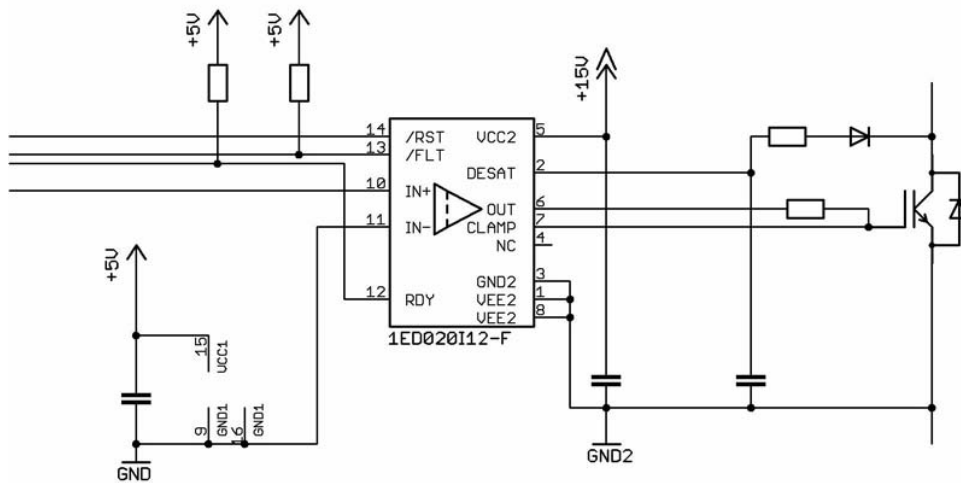 +5V
+5V
+15V
14 /RST VCC2 5
13 /FLT
DESAT 2
10 IN+
OUT 6
11 IN- CLAMP 7
NC 4
+5V
GND2 3
12 RDY VEE2 1
VEE2 8
1ED020I12-F
15 VCC1
9 GND1
16 GND1
GND
GND2